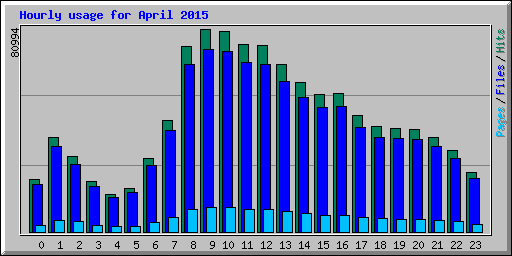 Hourly usage for April 2015
80994
Pages/Files/Hits
0 1 2 3 4 5 6 7 8 9 10 11 12 13 14 15 16 17 18 19 20 21 22 23